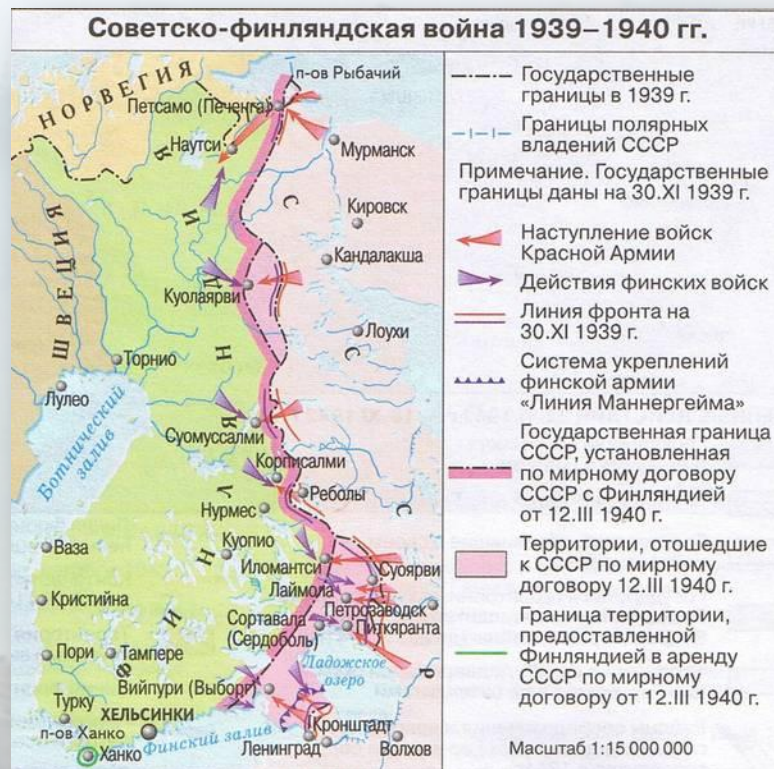 Советско-финляндская война 1939–1940 гг.
НОРВЕГИЯ
п-ов Рыбачий
Петсамо (Печенга)
Наутси
Мурманск
Кировск
Кандалакша
Куолаярви
Лоухи
ШВЕЦИЯ
Торнио
Лулео
Ботнический
залив
Суомуссалми
Корписалми
Реболы
Нурмес
Ваза
Куопио
Иломантси
Суоярви
Лаймола
Кристийна
Петрозаводск
Сортавала
(Сердоболь)
Питкяранта
Пори
Тампере
Ладожское
озеро
Вийпури (Выборг)
Турку
ХЕЛЬСИНКИ
Кронштадт
п-ов Ханко
Финский залив
Ленинград
Волхов
Ханко
ФИНЛЯНДИЯ
СССР
Государственные
границы в 1939 г.
Границы полярных
владений СССР
Примечание. Государственные
границы даны на 30.XI 1939 г.
Наступление войск
Красной Армии
Действия финских войск
Линия фронта на
30.XI 1939 г.
Система укреплений
финской армии
«Линия Маннергейма»
Государственная граница
СССР, установленная
по мирному договору
СССР с Финляндией
от 12.III 1940 г.
Территории, отошедшие
к СССР по мирному
договору 12.III 1940 г.
Граница территории,
предоставленной
Финляндией в аренду
СССР по мирному
договору от 12.III 1940 г.
Масштаб 1:15 000 000